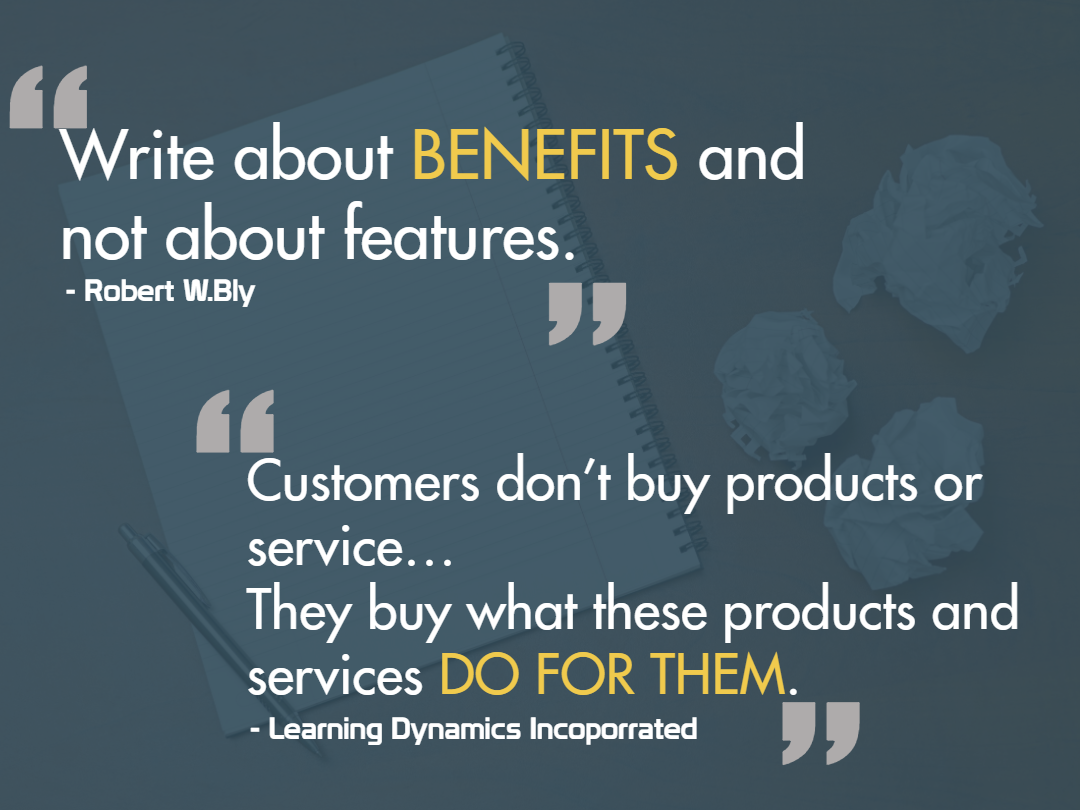 “
Write about BENEFITS and
not about features.
- Robert W.Bly
”
“
Customers don’t buy products or
service…
They buy what these products and
services DO FOR THEM.
- Learning Dynamics Incoporrated
”